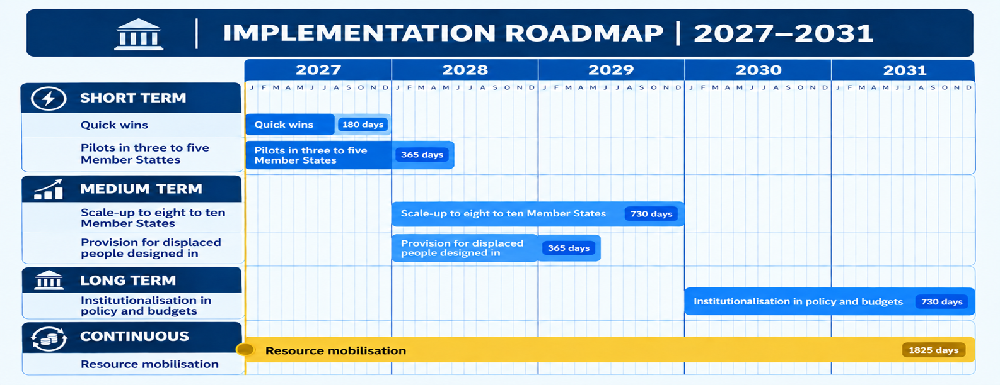 IMPLEMENTATION ROADMAP | 2027–2031
2027 2028 2029 2030 2031
J F M A M J J A S O N D J F M A M J J A S O N D J F M A M J J A S O N D J F M A M J J A S O N D J F M A M J J A S O N D
SHORT TERM
Quick wins
Quick wins
180 days
Pilots in three to five
Member Stattes
Pilots in three to five
Member States
365 days
MEDIUM TERM
Scale-up to eight to ten
Member States
Scale-up to eight to ten Member States
730 days
Provision for displaced
people designed in
Provision for displaced
people designed in
365 days
LONG TERM
Institutionalisation in
policy and budgets
Institutionalisation in policy and budgets
730 days
CONTINUOUS
Resource mobilisation
Resource mobilisation
1825 days